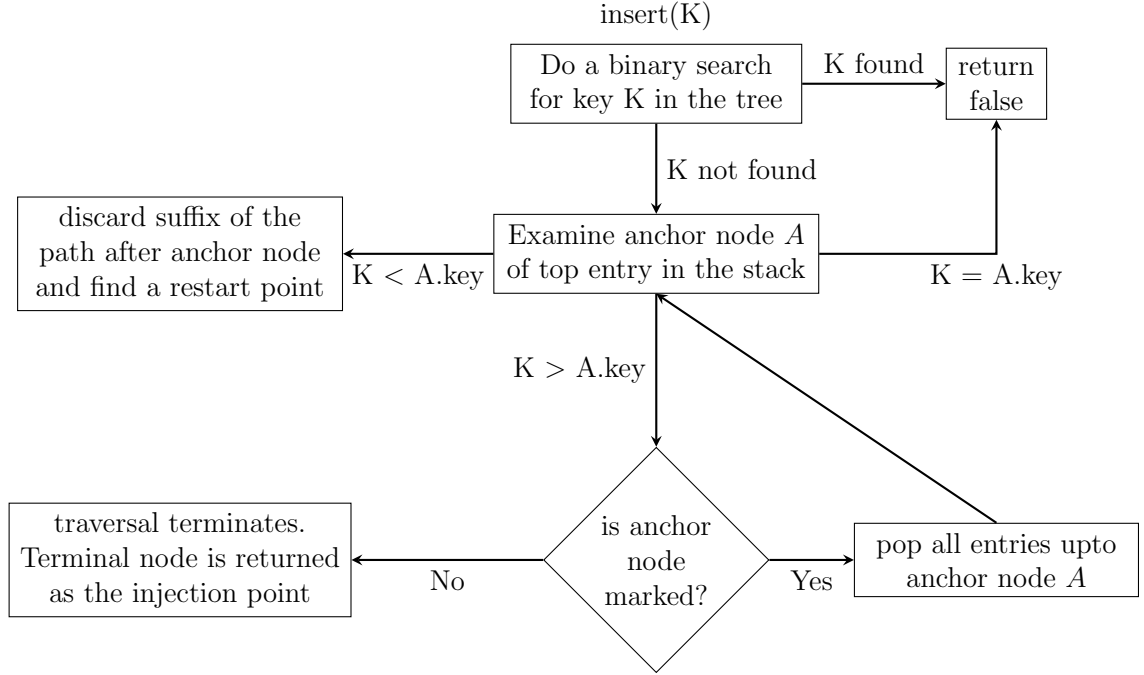 insert(K)
Do a binary search
for key K in the tree
K found
return
false
K not found
discard suffix of the
path after anchor node
and find a restart point
K < A.key
Examine anchor node A
of top entry in the stack
K = A.key
K > A.key
traversal terminates.
Terminal node is returned
as the injection point
No
is anchor
node
marked?
Yes
pop all entries upto
anchor node A